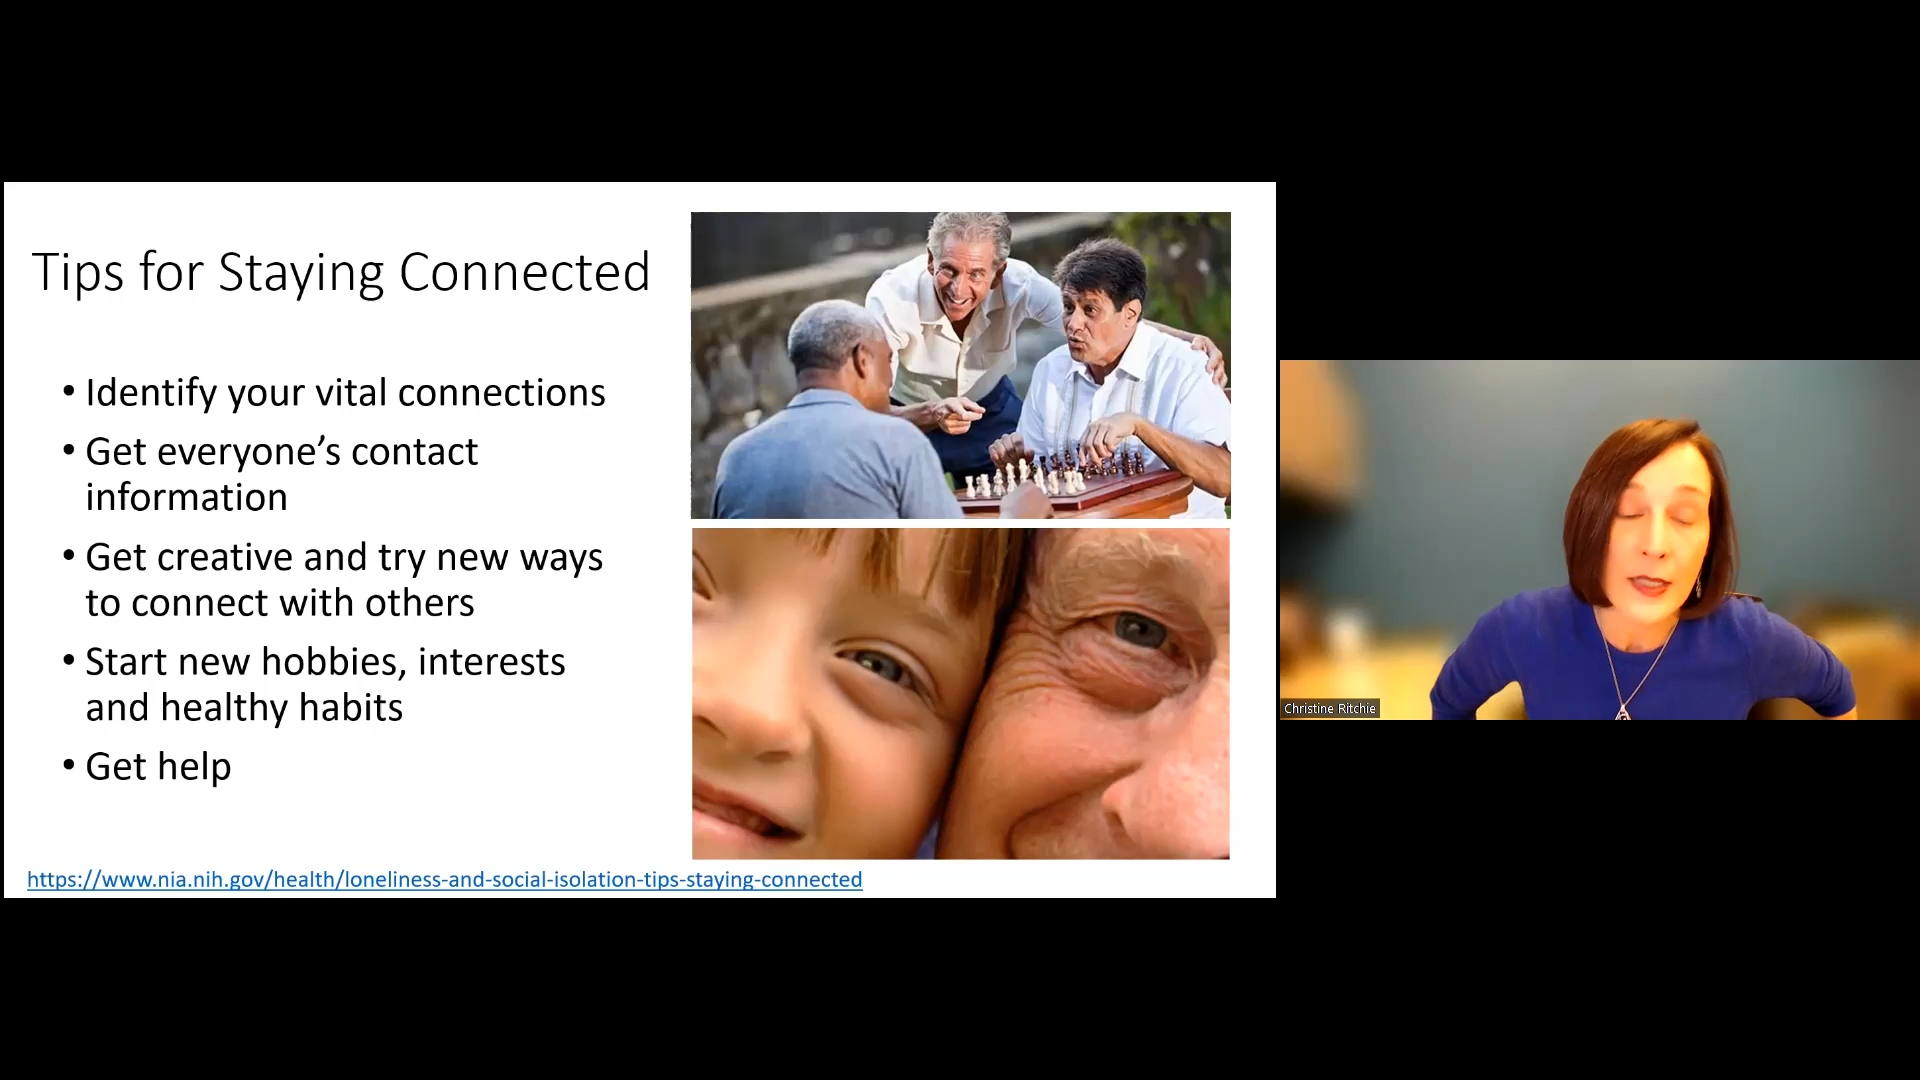 Tips for Staying Connected
• Identify your vital connections
• Get everyone’s contact
information
• Get creative and try new ways
to connect with others
• Start new hobbies, interests
and healthy habits
• Get help
https://www.nia.nih.gov/health/loneliness-and-social-isolation-tips-staying-connected
Christine Ritchie